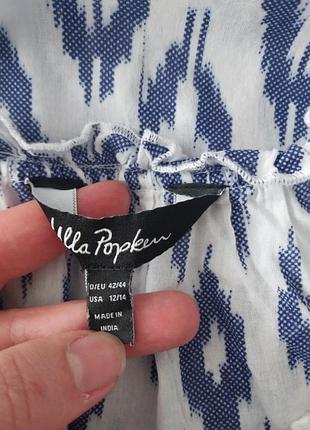 Ulla Popken
D/EU 42/44
USA 12/14
MADE IN
INDIA